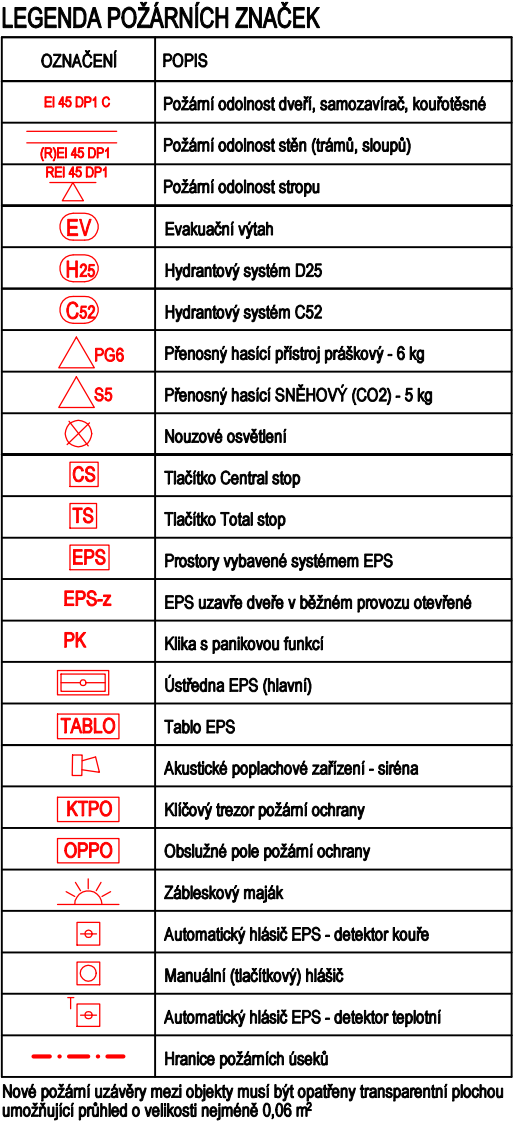 LEGENDA POŽÁRNÍCH ZNAČEK
OZNAČENÍ POPIS
EI 45 DP1 C Požární odolnost dveří, samozavírač, kouřotěsné
(R)EI 45 DP1 Požární odolnost stěn (trámů, sloupů)
REI 45 DP1 Požární odolnost stropu
EV Evakuační výtah
H25 Hydrantový systém D25
C52 Hydrantový systém C52
PG6 Přenosný hasící přístroj práškový - 6 kg
S5 Přenosný hasící SNĚHOVÝ (CO2) - 5 kg
Nouzové osvětlení
CS Tlačítko Central stop
TS Tlačítko Total stop
EPS Prostory vybavené systémem EPS
EPS-z EPS uzavře dveře v běžném provozu otevřené
PK Klika s panikovou funkcí
Ústředna EPS (hlavní)
TABLO Tablo EPS
Akustické poplachové zařízení - siréna
KTPO Klíčový trezor požární ochrany
OPPO Obslužné pole požární ochrany
Zábleskový maják
Automatický hlásič EPS - detektor kouře
Manuální (tlačítkový) hlášič
T Automatický hlásič EPS - detektor teplotní
Hranice požárních úseků
Nové požární uzávěry mezi objekty musí být opatřeny transparentní plochou
umožňující průhled o velikosti nejméně 0,06 m²